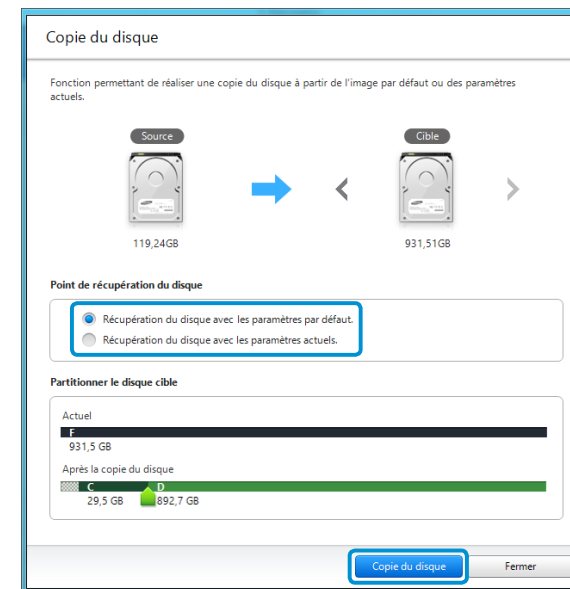 Copie du disque
Fonction permettant de réaliser une copie du disque à partir de l'image par défaut ou des paramètres
actuels.
Source
Cible
119,24GB
931,51GB
Point de récupération du disque
Récupération du disque avec les paramètres par défaut.
Récupération du disque avec les paramètres actuels.
Partitionner le disque cible
Actuel
F
931,5 GB
Après la copie du disque
C D
29,5 GB 892,7 GB
Copie du disque Fermer